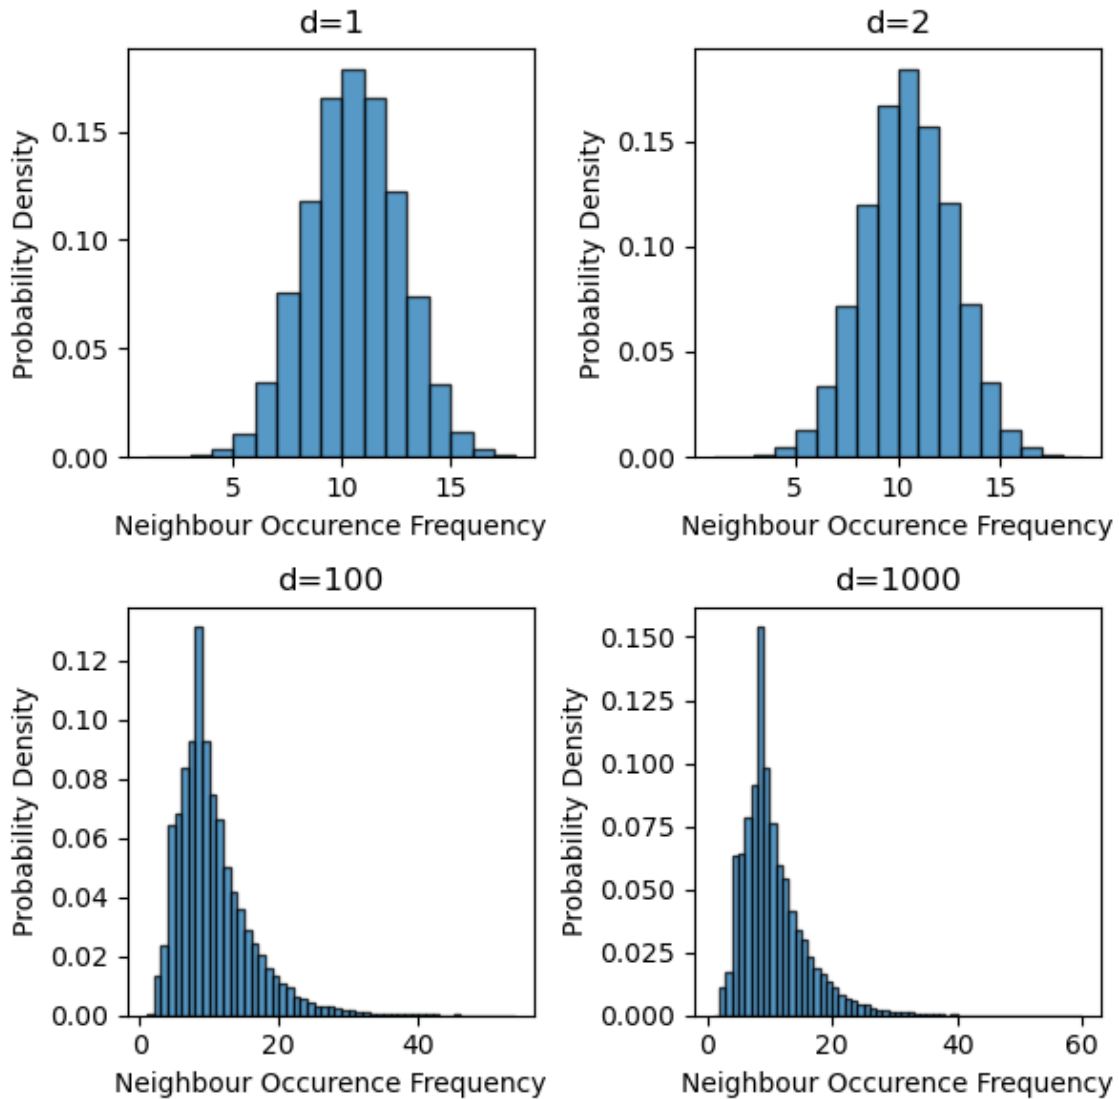 d=1
Probability Density
0.15
0.10
0.05
0.00
5 10 15
Neighbour Occurence Frequency
d=2
Probability Density
0.15
0.10
0.05
0.00
5 10 15
Neighbour Occurence Frequency
d=100
Probability Density
0.12
0.10
0.08
0.06
0.04
0.02
0.00
0 20 40
Neighbour Occurence Frequency
d=1000
Probability Density
0.150
0.125
0.100
0.075
0.050
0.025
0.000
0 20 40 60
Neighbour Occurence Frequency